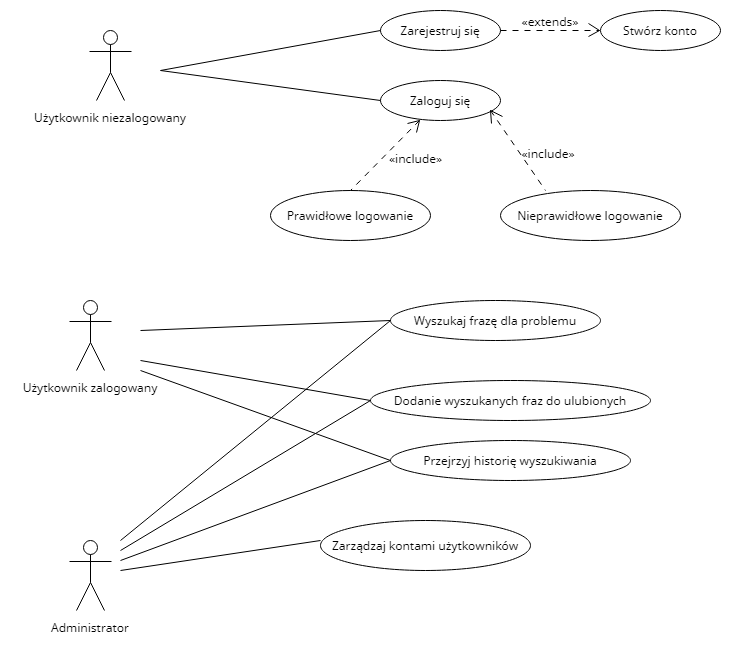 Zarejestruj się
«extends»
Stwórz konto
Użytkownik niezalogowany
Zaloguj się
«include»
«include»
Prawidłowe logowanie
Nieprawidłowe logowanie
Wyszukaj frazę dla problemu
Użytkownik zalogowany
Dodanie wyszukanych fraz do ulubionych
Przejrzyj historię wyszukiwania
Zarządzaj kontami użytkowników
Administrator